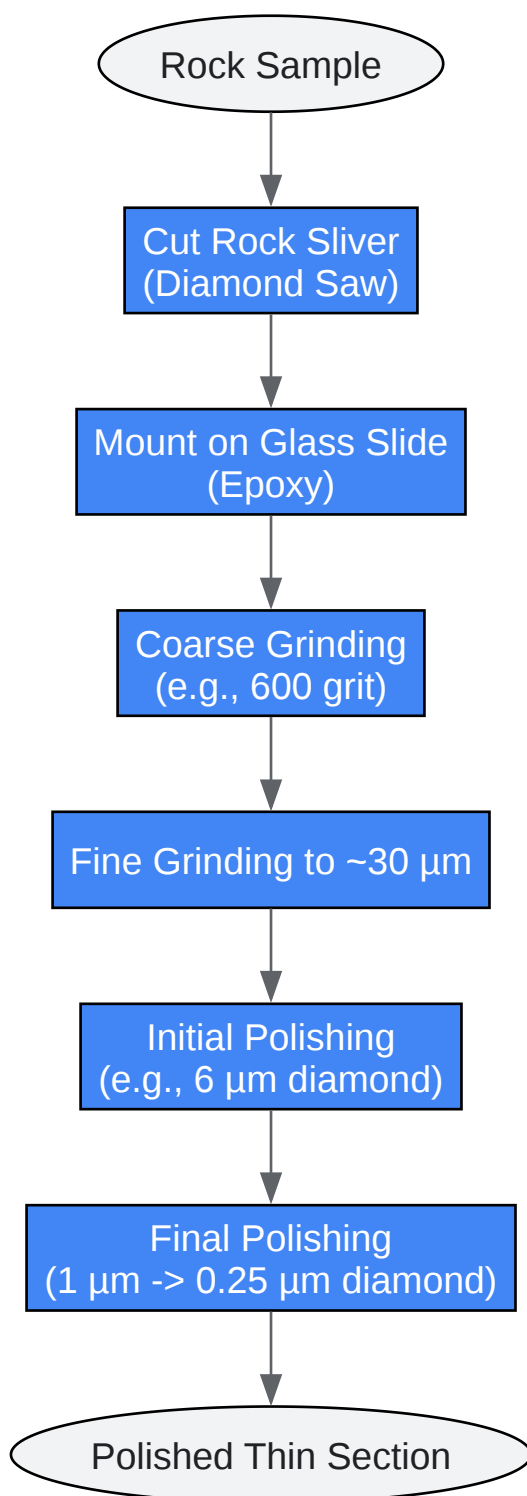 Rock Sample
Cut Rock Sliver
(Diamond Saw)
Mount on Glass Slide
(Epoxy)
Coarse Grinding
(e.g., 600 grit)
Fine Grinding to ~30 µm
Initial Polishing
(e.g., 6 µm diamond)
Final Polishing
(1 µm -> 0.25 µm diamond)
Polished Thin Section